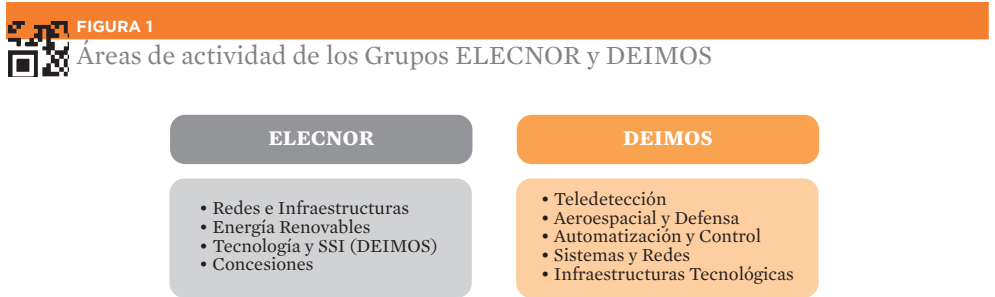 FIGURA 1
Áreas de actividad de los Grupos ELECNOR y DEIMOS
ELECNOR
• Redes e Infraestructuras
• Energía Renovables
• Tecnología y SSI (DEIMOS)
• Concesiones
DEIMOS
• Teledetección
• Aeroespacial y Defensa
• Automatización y Control
• Sistemas y Redes
• Infraestructuras Tecnológicas